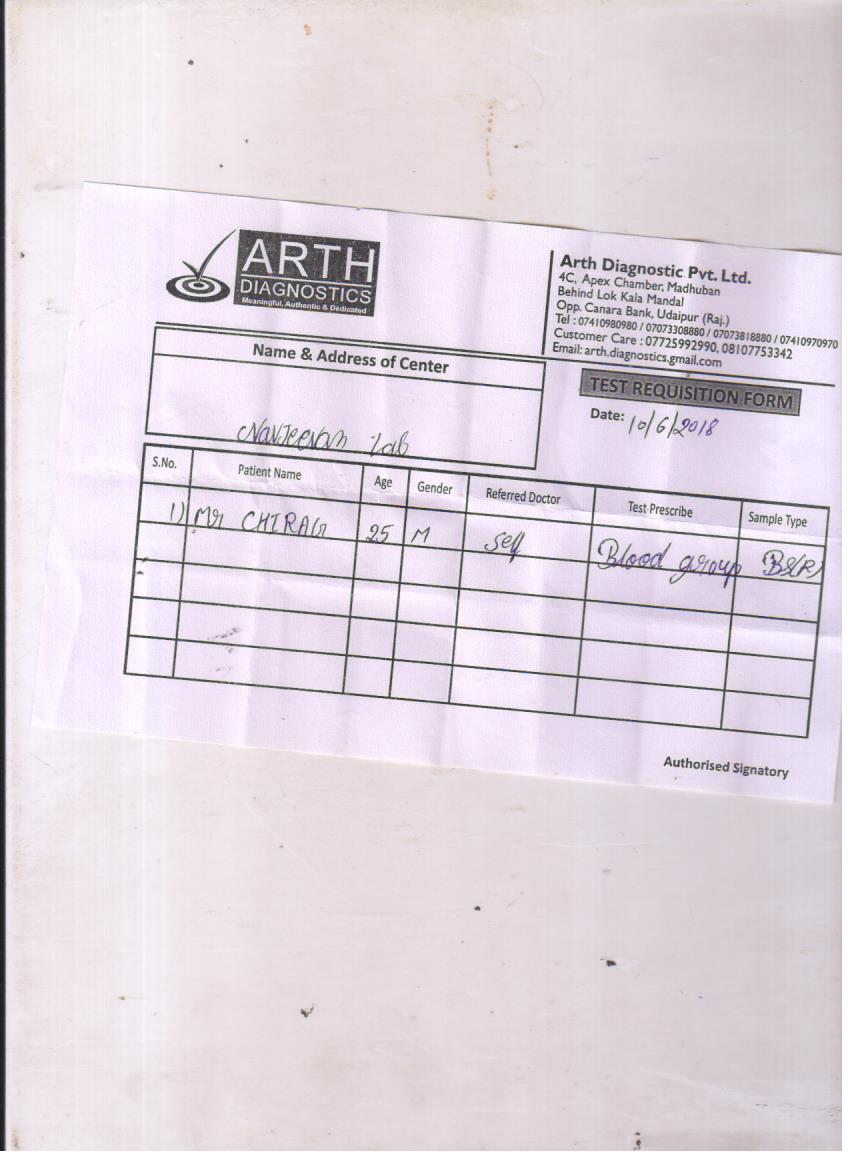 ARTH
DIAGNOSTICS
Meaningful, Authentic & Dedicated
Arth Diagnostic Pvt. Ltd.
4C, Apex Chamber, Madhuban
Behind Lok Kala Mandal
Opp. Canara Bank, Udaipur (Raj.)
Tel : 07410980980 / 07073308880 / 07073818880 / 07410970970
Customer Care : 07725992990, 08107753342
Email: arth.diagnostics.gmail.com
Name & Address of Center
Navjeevan Lab
TEST REQUISITION FORM
Date: 10/6/2018
S.No. Patient Name Age Gender Referred Doctor Test Prescribe Sample Type
1) Mr CHIRAG 25 M Self Blood group
Authorised Signatory